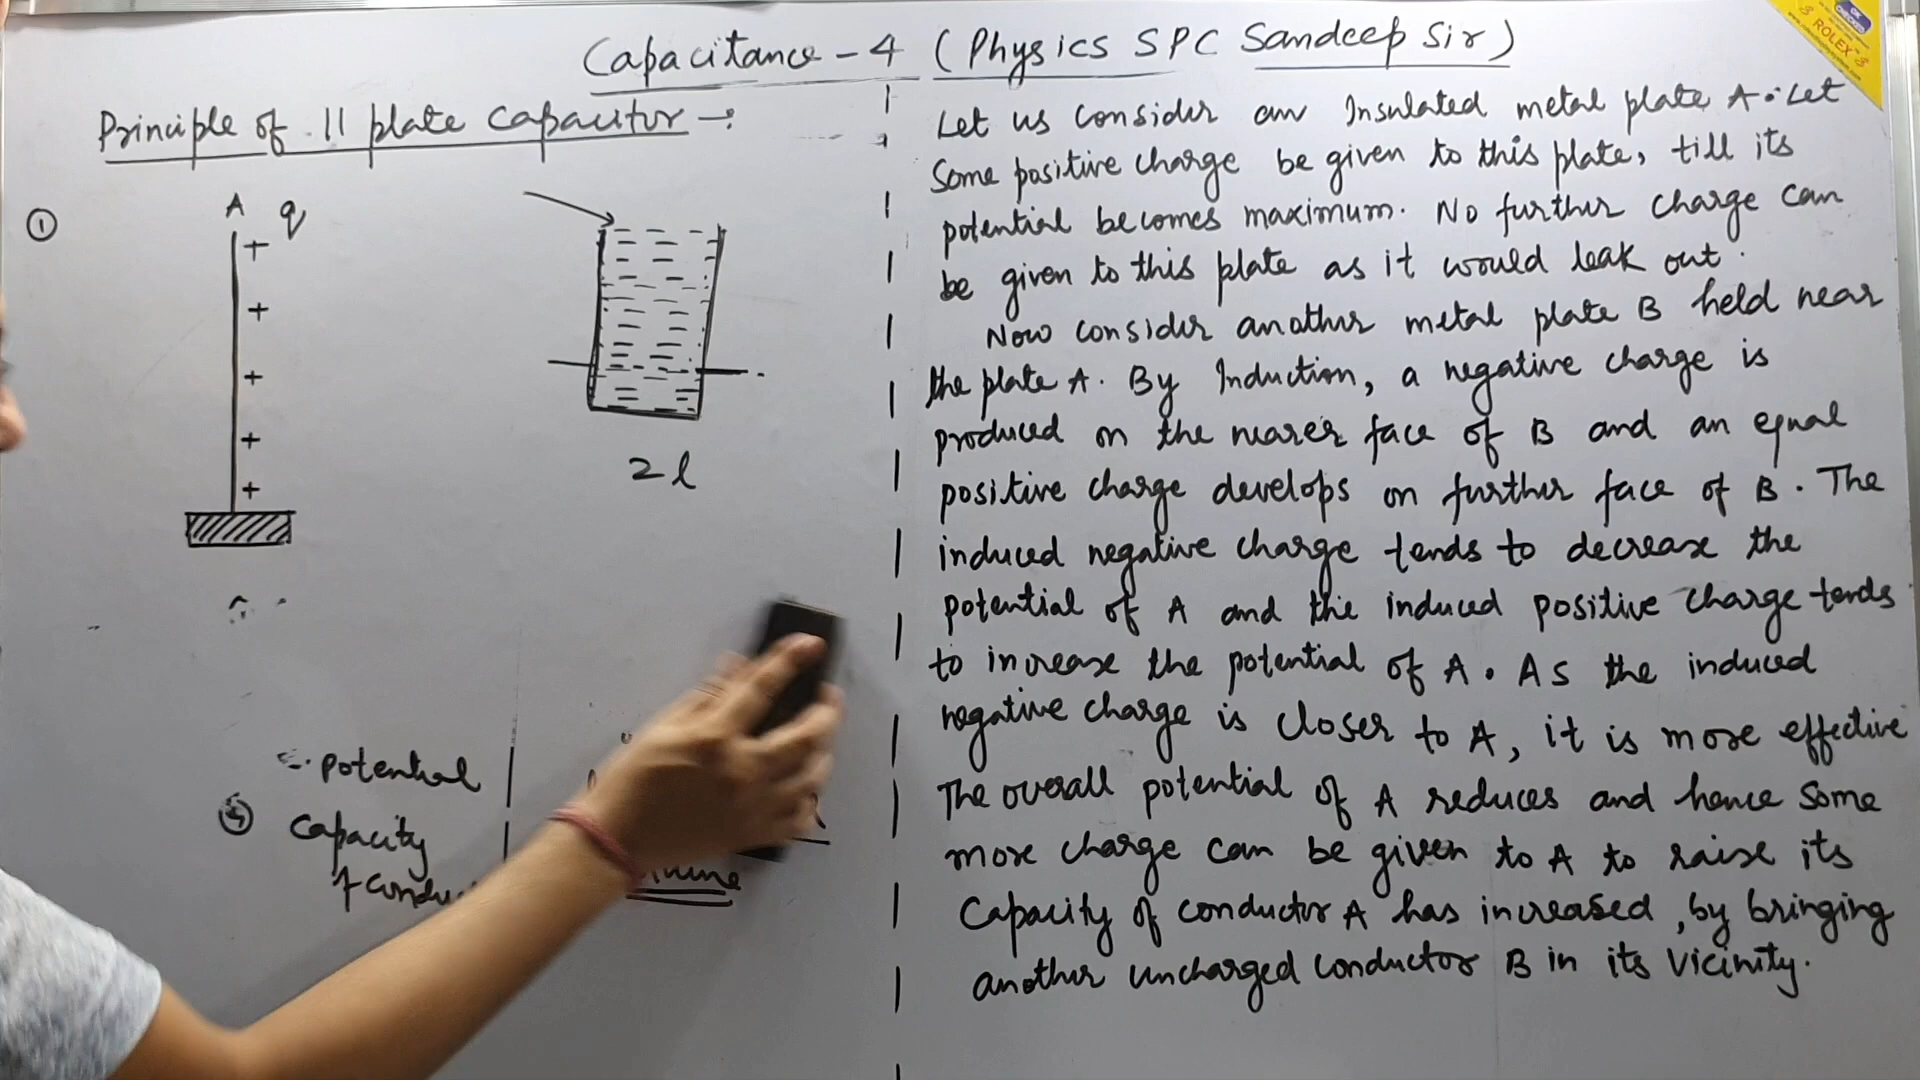 Capacitance - 4 (Physics SPC Sandeep Sir)
Principle of || plate capacitor →:
①
A q
+
+
+
+
+
2 l
potential
Capacity
Let us consider an Insulated metal plate A. Let
Some positive charge be given to this plate, till its
potential becomes maximum. No further charge can
be given to this plate as it would leak out.
Now consider another metal plate B held near
the plate A. By Induction, a negative charge is
produced on the nearer face of B and an equal
positive charge develops on further face of B. The
induced negative charge tends to decrease the
potential of A and the induced positive charge tends
to increase the potential of A. As the induced
negative charge is closer to A, it is more effective
The overall potential of A reduces and hence some
more charge can be given to A to raise its
Capacity of conductor A has increased, by bringing
another uncharged conductor B in its vicinity.
ROLEX